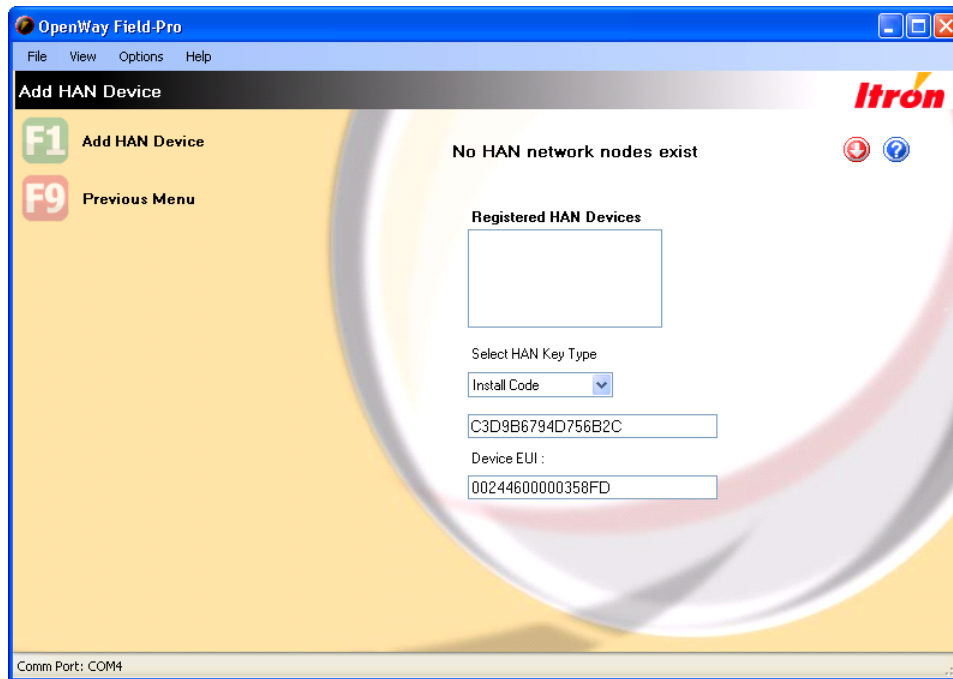 OpenWay Field-Pro
File View Options Help
Add HAN Device
Itrón
F1 Add HAN Device
F9 Previous Menu
No HAN network nodes exist
?
Registered HAN Devices
Select HAN Key Type
Install Code
C3D9B6794D756B2C
Device EUI :
00244600000358FD
Comm Port: COM4